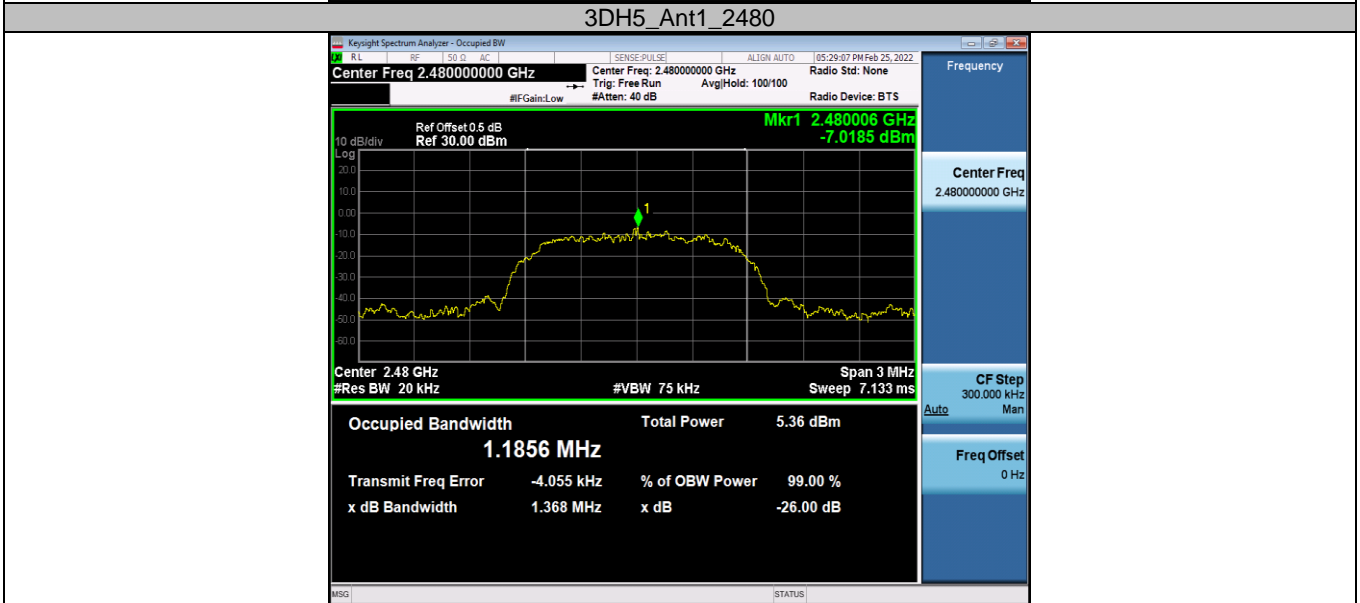 3DH5_Ant1_2480
Keysight Spectrum Analyzer - Occupied BW
RL RF 50 Ω AC SENSE:PULSE ALIGN AUTO 05:29:07 PM Feb 25, 2022
Center Freq 2.480000000 GHz
Center Freq: 2.480000000 GHz
Radio Std: None
Trig: Free Run Avg|Hold: 100/100
#IFGain:Low #Atten: 40 dB Radio Device: BTS
Frequency
Ref Offset 0.5 dB
Mkr1 2.480006 GHz
10 dB/div Ref 30.00 dBm
-7.0185 dBm
Log
20.0
10.0
0.00
-10.0
-20.0
-30.0
-40.0
-50.0
-60.0
1
Center 2.48 GHz
Span 3 MHz
#Res BW 20 kHz #VBW 75 kHz Sweep 7.133 ms
Occupied Bandwidth
1.1856 MHz
Total Power 5.36 dBm
Transmit Freq Error -4.055 kHz % of OBW Power 99.00 %
x dB Bandwidth 1.368 MHz x dB -26.00 dB
Center Freq
2.480000000 GHz
CF Step
300.000 kHz
Auto Man
Freq Offset
0 Hz
MSG STATUS